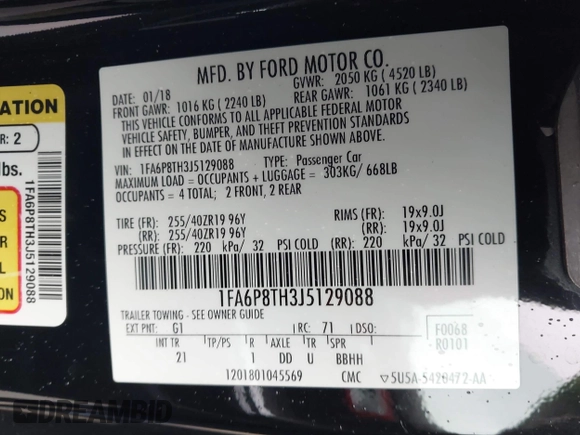 MFD. BY FORD MOTOR CO.
DATE: 01/18 GVWR: 2050 KG ( 4520 LB)
FRONT GAWR: 1016 KG ( 2240 LB) REAR GAWR: 1061 KG ( 2340 LB)
THIS VEHICLE CONFORMS TO ALL APPLICABLE FEDERAL MOTOR
VEHICLE SAFETY, BUMPER, AND THEFT PREVENTION STANDARDS
IN EFFECT ON THE DATE OF MANUFACTURE SHOWN ABOVE.
VIN: 1FA6P8TH3J5129088 TYPE: Passenger Car
MAXIMUM LOAD = OCCUPANTS + LUGGAGE = 303KG/ 668LB
OCCUPANTS = 4 TOTAL; 2 FRONT, 2 REAR
TIRE (FR): 255/40ZR19 96Y RIMS (FR): 19x9.0J
(RR): 255/40ZR19 96Y (RR): 19x9.0J
PRESSURE (FR): 220 kPa/ 32 PSI COLD (RR): 220 kPa/ 32 PSI COLD
1FA6P8TH3J5129088
TRAILER TOWING - SEE OWNER GUIDE
EXT PNT: G1 RC: 71 DSO:
F0068
R0101
INT TR TP/PS R AXLE TR SPR
21 1 DD U BBHH
1201801045569 CMC 5U5A-5420472-AA
ATION
R: 2
lbs.
1FA6P8TH3J5129088
DREAMBID